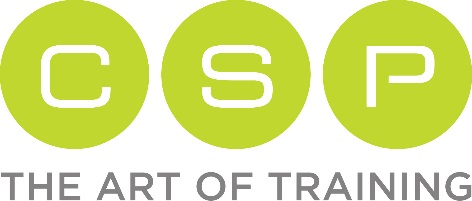 CSP
THE ART OF TRAINING